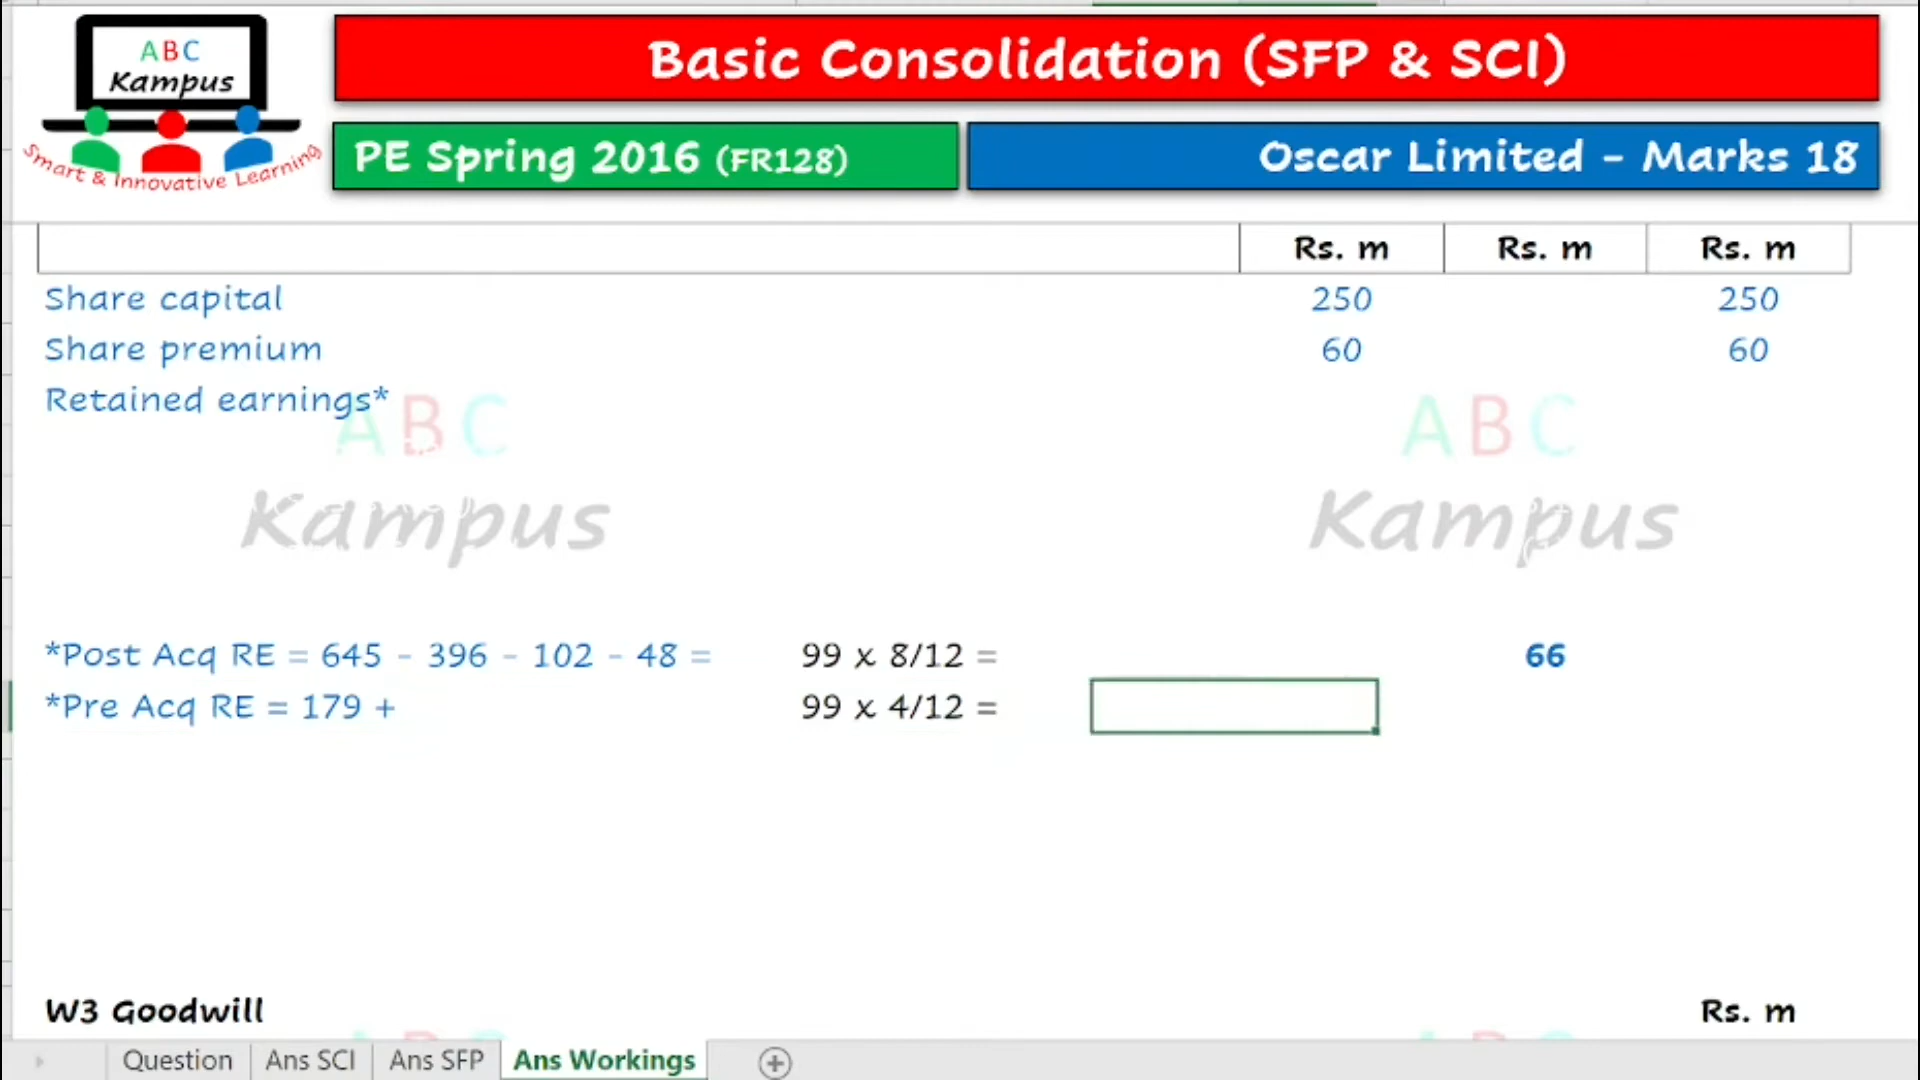 ABC
Kampus
Smart & Innovative Learning
Basic Consolidation (SFP & SCI)
PE Spring 2016 (FR128)
Oscar Limited - Marks 18
Rs. m Rs. m Rs. m
Share capital 250 250
Share premium 60 60
Retained earnings*
ABC
Kampus
ABC
Kampus
*Post Acq RE = 645 - 396 - 102 - 48 = 99 x 8/12 = 66
*Pre Acq RE = 179 + 99 x 4/12 =
W3 Goodwill Rs. m
Question Ans SCI Ans SFP Ans Workings